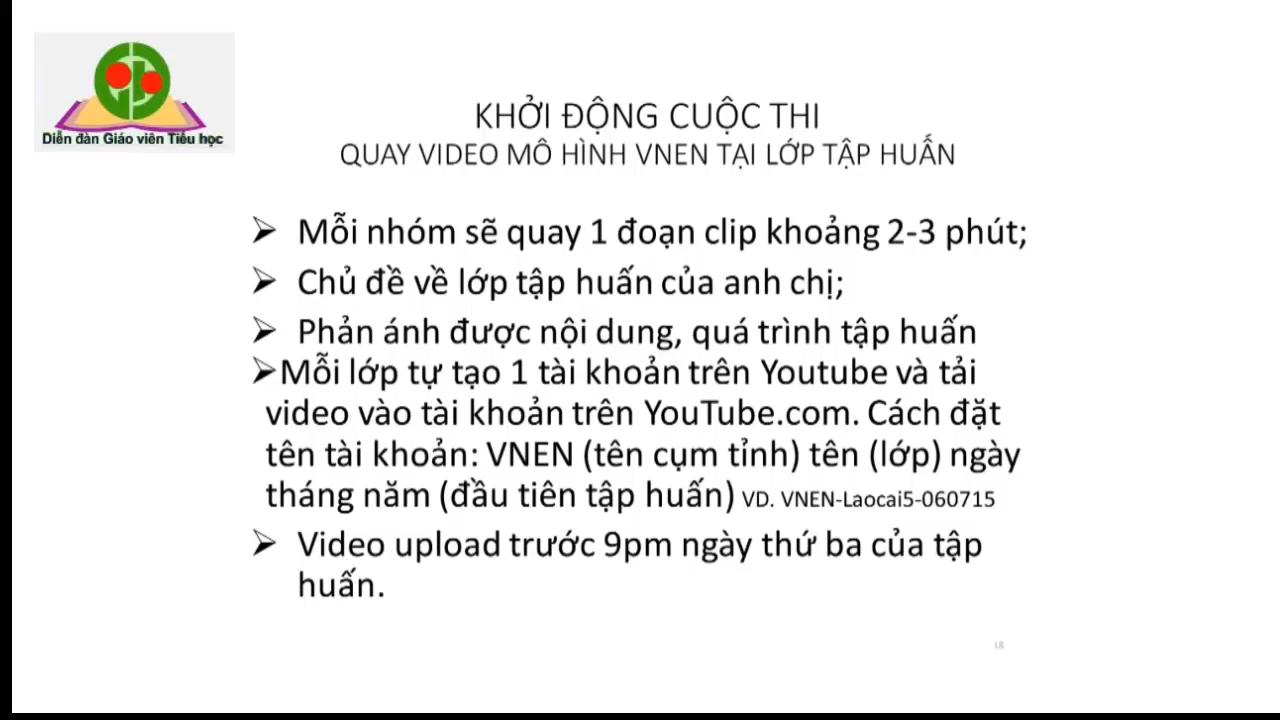 Diễn đàn Giáo viên Tiểu học
KHỞI ĐỘNG CUỘC THI
QUAY VIDEO MÔ HÌNH VNEN TẠI LỚP TẬP HUẤN
➢ Mỗi nhóm sẽ quay 1 đoạn clip khoảng 2-3 phút;
➢ Chủ đề về lớp tập huấn của anh chị;
➢ Phản ánh được nội dung, quá trình tập huấn
➢Mỗi lớp tự tạo 1 tài khoản trên Youtube và tải
video vào tài khoản trên YouTube.com. Cách đặt
tên tài khoản: VNEN (tên cụm tỉnh) tên (lớp) ngày
tháng năm (đầu tiên tập huấn) VD. VNEN-Laocai5-060715
➢ Video upload trước 9pm ngày thứ ba của tập
huấn.
18